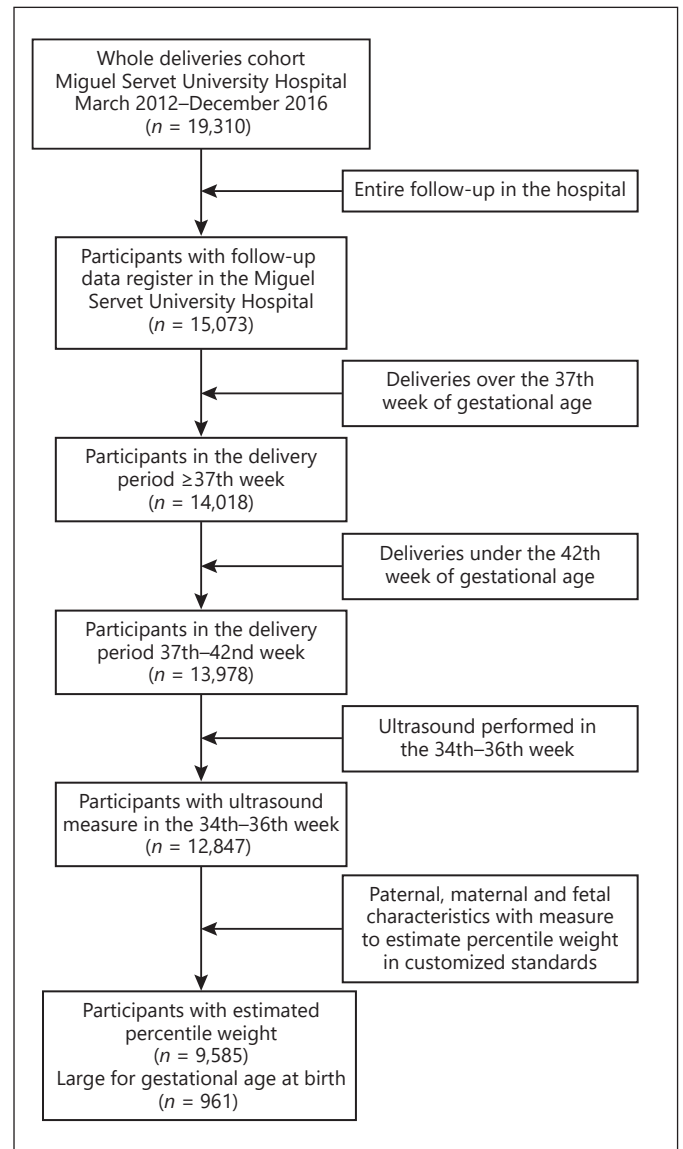 Whole deliveries cohort
Miguel Servet University Hospital
March 2012–December 2016
(n = 19,310)
Entire follow-up in the hospital
Participants with follow-up
data register in the Miguel
Servet University Hospital
(n = 15,073)
Deliveries over the 37th
week of gestational age
Participants in the delivery
period ≥37th week
(n = 14,018)
Deliveries under the 42th
week of gestational age
Participants in the delivery
period 37th–42nd week
(n = 13,978)
Ultrasound performed in
the 34th–36th week
Participants with ultrasound
measure in the 34th–36th week
(n = 12,847)
Paternal, maternal and fetal
characteristics with measure
to estimate percentile weight
in customized standards
Participants with estimated
percentile weight
(n = 9,585)
Large for gestational age at birth
(n = 961)